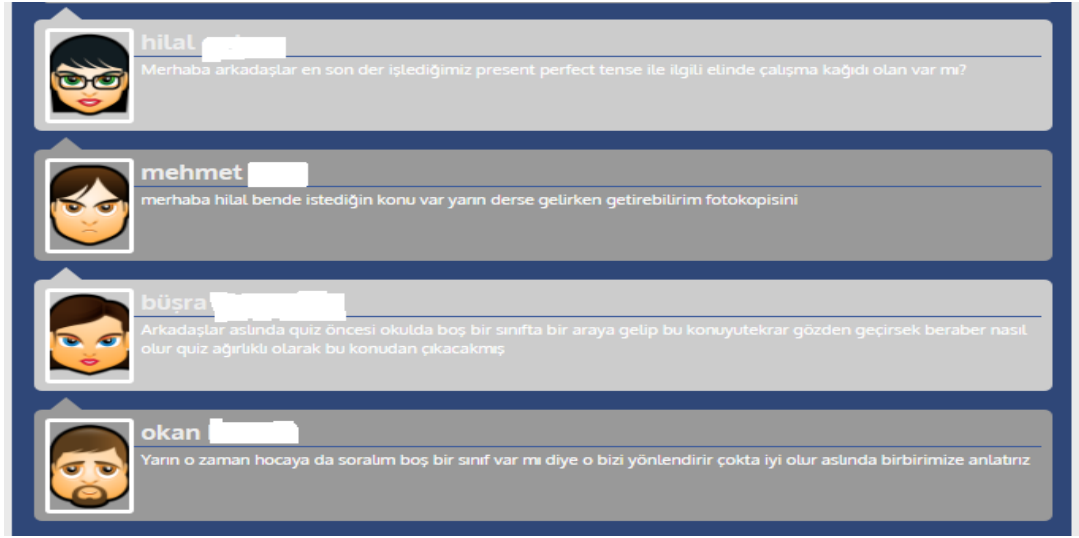 hilal
Merhaba arkadaşlar en son der işlediğimiz present perfect tense ile ilgili elinde çalışma kağıdı olan var mı?
mehmet
merhaba hilal bende istediğin konu var yarın derse gelirken getirebilirim fotokopisini
büşra
Arkadaşlar aslında quiz öncesi okulda boş bir sınıfta bir araya gelip bu konuyutekrar gözden geçirsek beraber nasıl
olur quiz ağırlıklı olarak bu konudan çıkacakmış
okan
Yarın o zaman hocaya da soralım boş bir sınıf var mı diye o bizi yönlendirir çokta iyi olur aslında birbirimize anlatırız